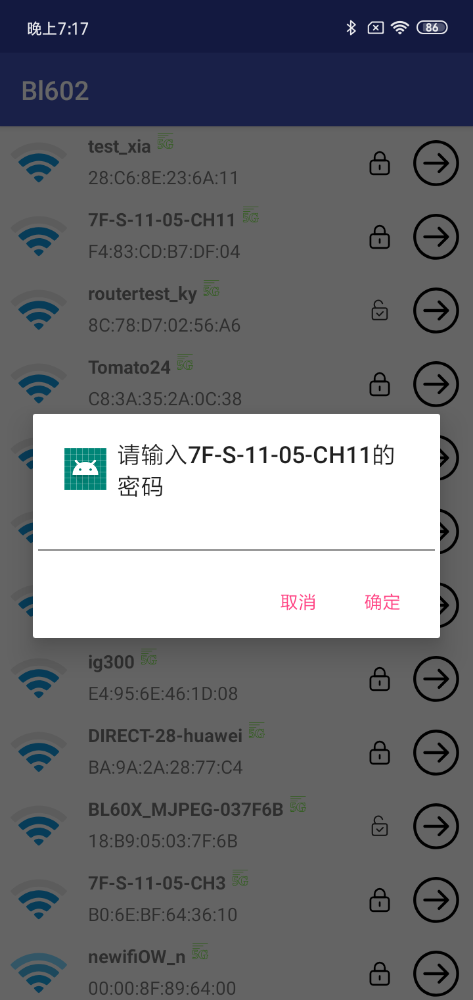 晚上7:17
86
Bl602
test_xia 5G
28:C6:8E:23:6A:11
7F-S-11-05-CH11 5G
F4:83:CD:B7:DF:04
routertest_ky 5G
8C:78:D7:02:56:A6
Tomato24 5G
C8:3A:35:2A:0C:38
请输入7F-S-11-05-CH11的
密码
取消
确定
ig300 5G
E4:95:6E:46:1D:08
DIRECT-28-huawei 5G
BA:9A:2A:28:77:C4
BL60X_MJPEG-037F6B 5G
18:B9:05:03:7F:6B
7F-S-11-05-CH3 5G
B0:6E:BF:64:36:10
newifiOW_n 5G
00:00:8F:89:64:00